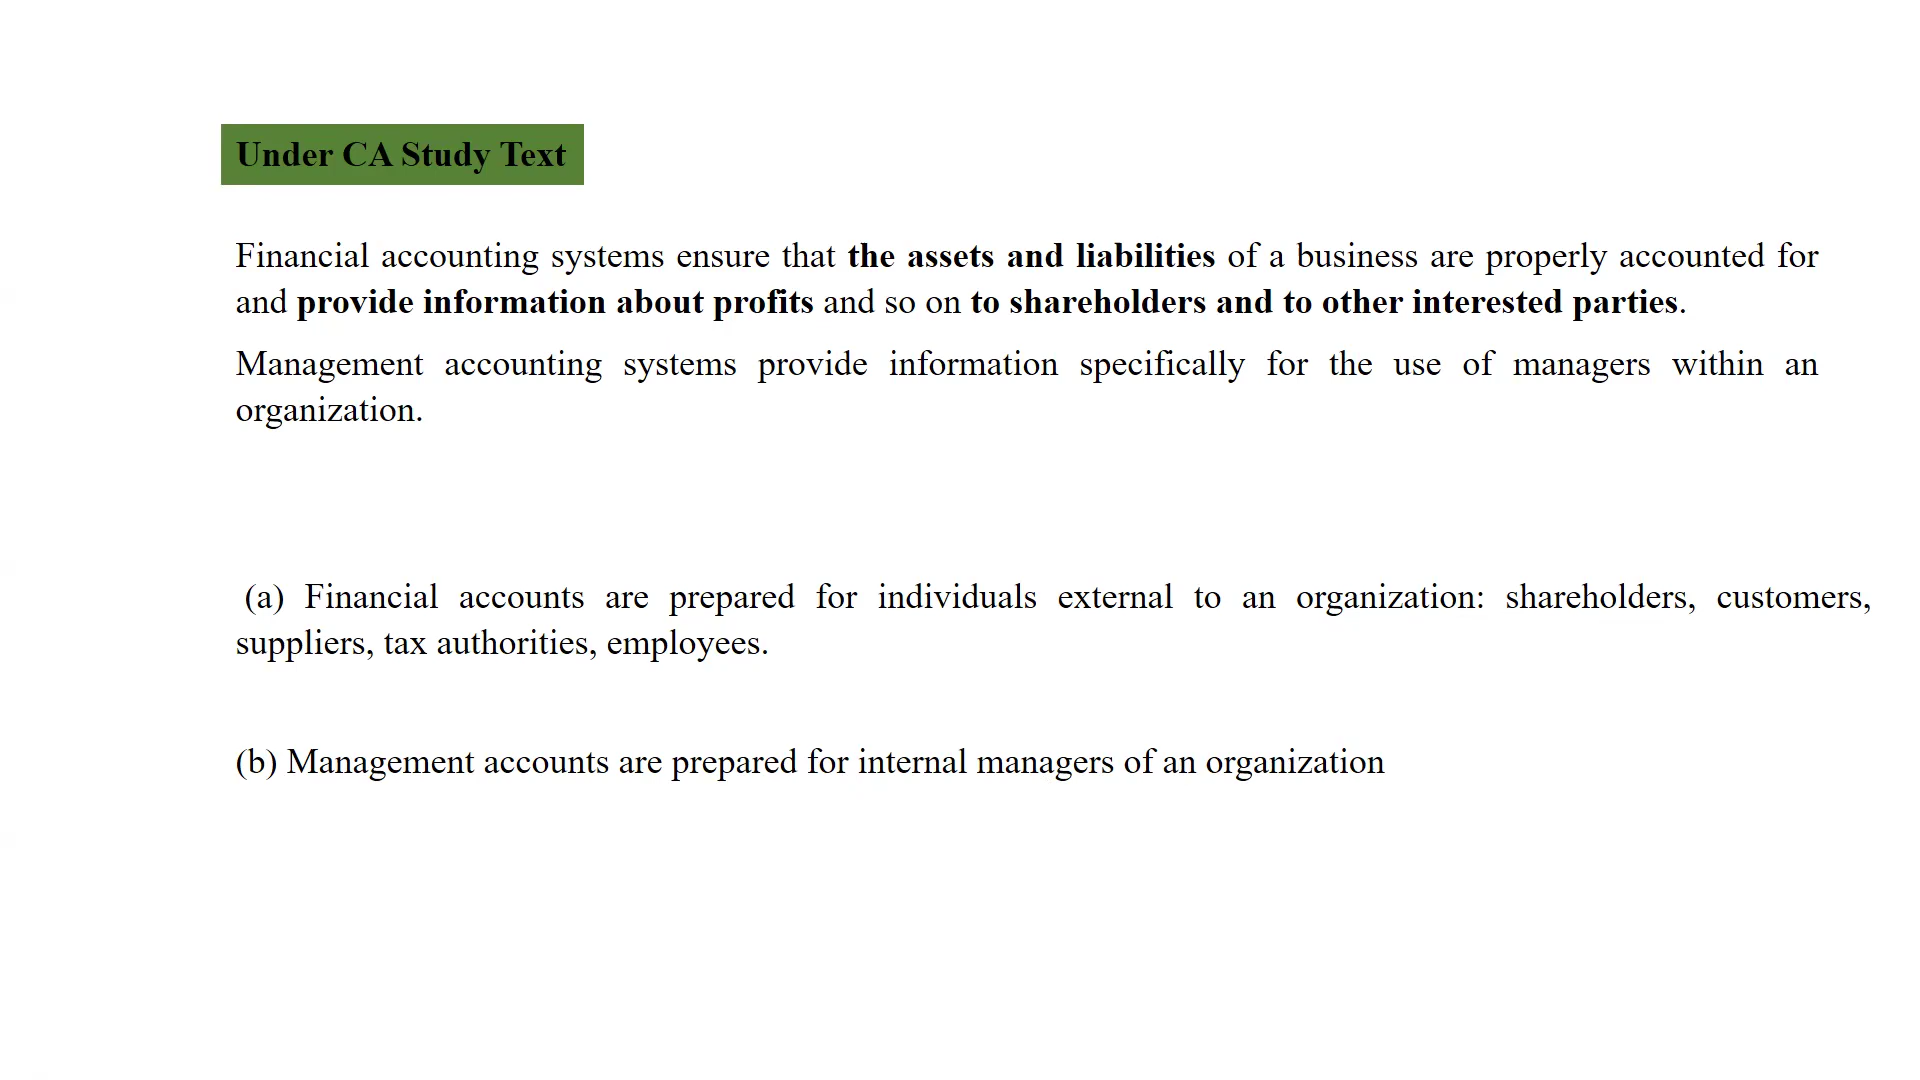 Under CA Study Text
Financial accounting systems ensure that the assets and liabilities of a business are properly accounted for
and provide information about profits and so on to shareholders and to other interested parties.
Management accounting systems provide information specifically for the use of managers within an
organization.
(a) Financial accounts are prepared for individuals external to an organization: shareholders, customers,
suppliers, tax authorities, employees.
(b) Management accounts are prepared for internal managers of an organization